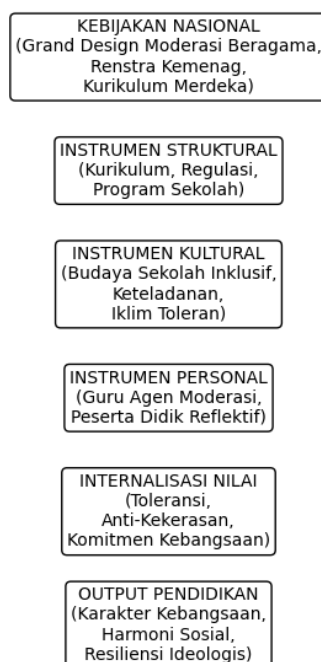 KEBIJAKAN NASIONAL
(Grand Design Moderasi Beragama,
Renstra Kemenag,
Kurikulum Merdeka)
INSTRUMEN STRUKTURAL
(Kurikulum, Regulasi,
Program Sekolah)
INSTRUMEN KULTURAL
(Budaya Sekolah Inklusif,
Keteladanan,
Iklim Toleran)
INSTRUMEN PERSONAL
(Guru Agen Moderasi,
Peserta Didik Reflektif)
INTERNALISASI NILAI
(Toleransi,
Anti-Kekerasan,
Komitmen Kebangsaan)
OUTPUT PENDIDIKAN
(Karakter Kebangsaan,
Harmoni Sosial,
Resiliensi Ideologis)